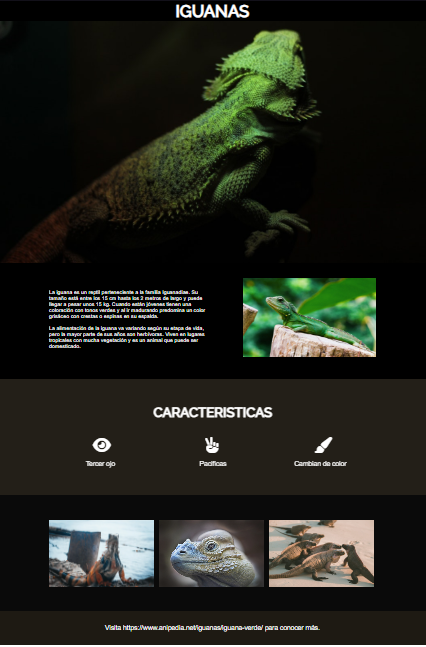 IGUANAS
La iguana es un reptil perteneciente a la familia Iguanadiae. Su
tamaño está entre los 15 cm hasta los 2 metros de largo y puede
llegar a pesar unos 15 kg. Cuando están jóvenes tienen una
coloración con tonos verdes y al ir madurando predomina un color
grisáceo con crestas o espinas en su espalda.
La alimentación de la iguana va variando según su etapa de vida,
pero la mayor parte de sus años son herbívoras. Viven en lugares
tropicales con mucha vegetación y es un animal que puede ser
domesticado.
CARACTERISTICAS
Tercer ojo
Pacificas
Cambian de color
Visita https://www.anipedia.net/iguanas/iguana-verde/ para conocer más.